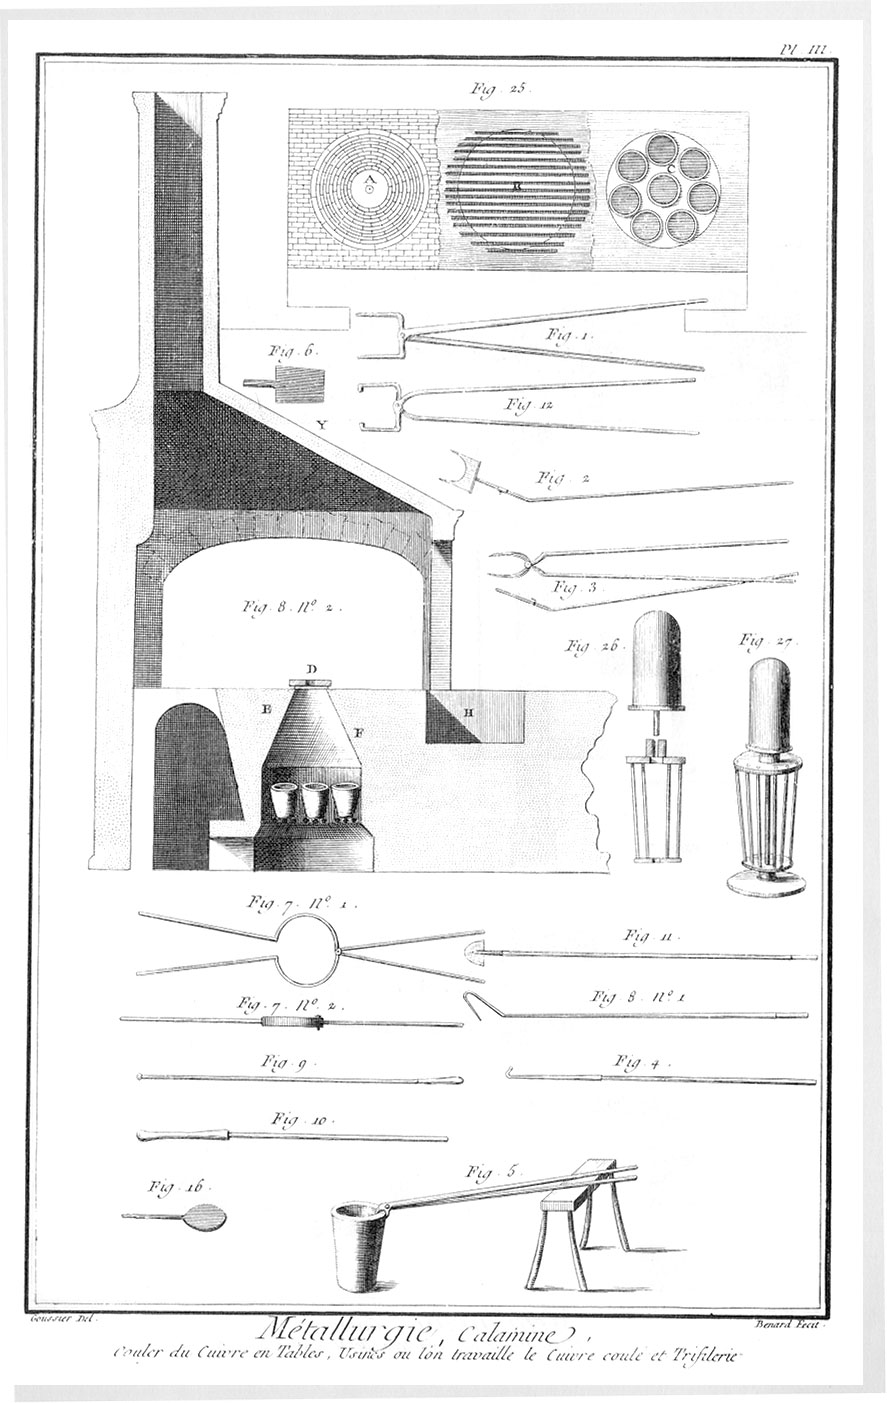 Pl. III.
Fig. 25.
A
B
C
Fig. 1.
Fig. 6.
Fig. 12
Y
Fig. 2
Fig. 3.
Fig. 8. N.º 2.
Fig. 26.
Fig. 27.
D
E
F
H
Fig. 7. N.º 1.
Fig. 11.
Fig. 7. N.º 2.
Fig. 8. N.º 1
Fig. 9.
Fig. 4.
Fig. 10.
Fig. 5.
Fig. 16.
Goussier Del.
Benard Fecit.
Métallurgie, Calamine,
Couler du Cuivre en Tables, Usines ou l'on travaille le Cuivre coulé et Trifilerie